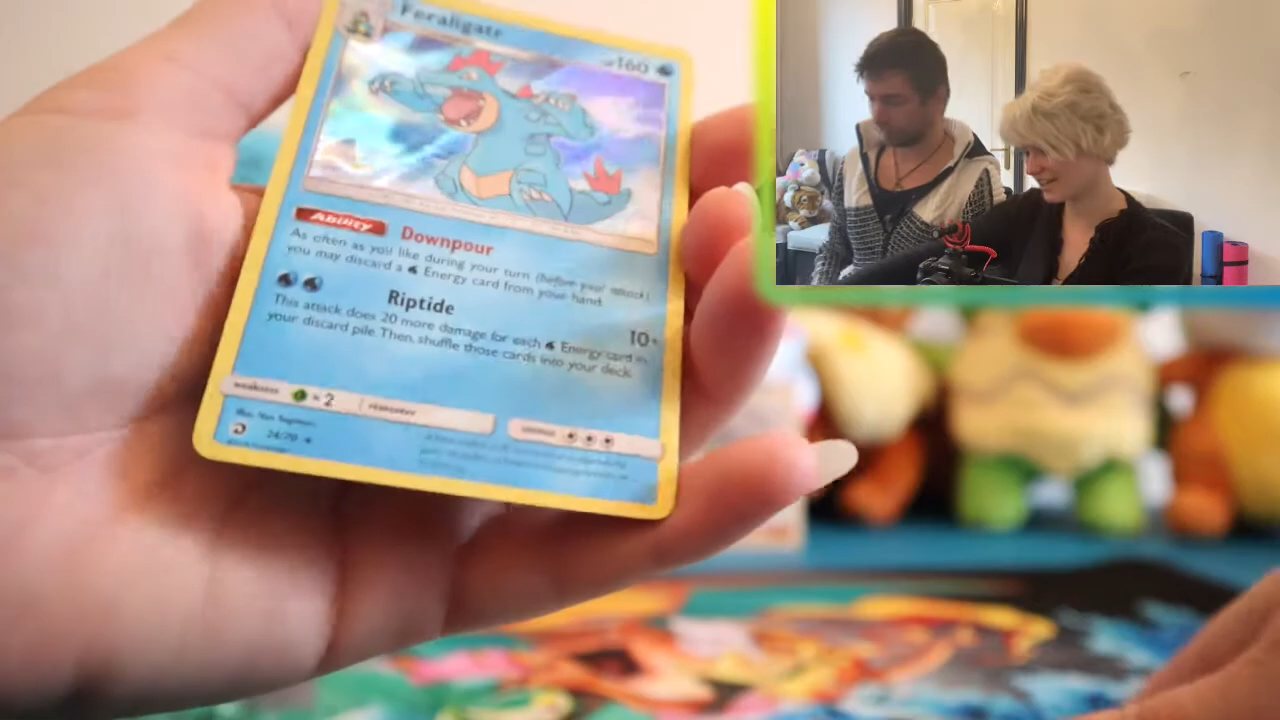 Feraligatr
160
Ability Downpour
As often as you like during your turn (before your attack),
you may discard a Energy card from your hand.
Riptide
10+
This attack does 20 more damage for each Energy card in
your discard pile. Then, shuffle those cards into your deck.
weakness ×2 resistance
24/70